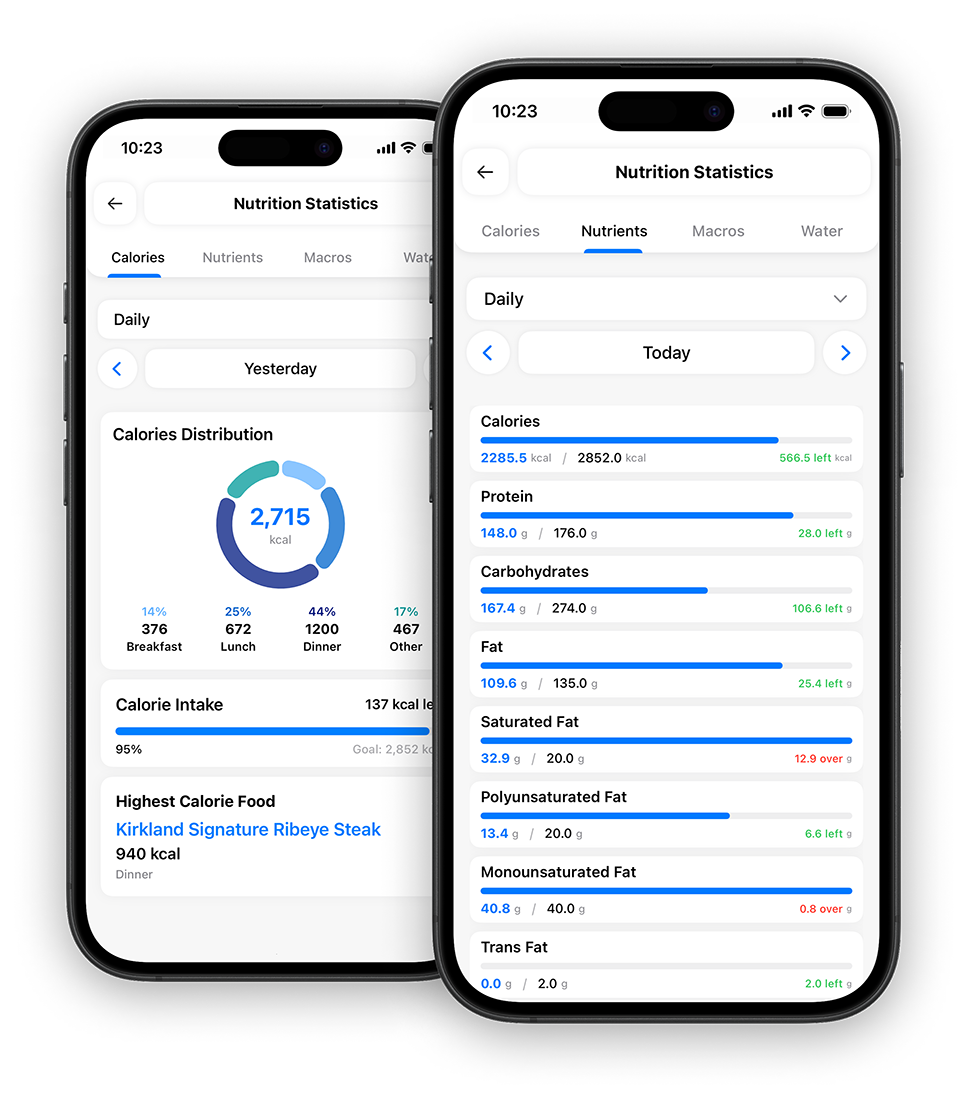 10:23
Nutrition Statistics
Calories Nutrients Macros
Daily
Yesterday
Calories Distribution
2,715
kcal
14% 25% 44% 17%
376 672 1200 467
Breakfast Lunch Dinner Other
Calorie Intake 137 kcal
95% Goal: 2,852
Highest Calorie Food
Kirkland Signature Ribeye Steak
940 kcal
Dinner
10:23
Nutrition Statistics
Calories Nutrients Macros Water
Daily
Today
Calories
2285.5 kcal / 2852.0 kcal 566.5 left kcal
Protein
148.0 g / 176.0 g 28.0 left g
Carbohydrates
167.4 g / 274.0 g 106.6 left g
Fat
109.6 g / 135.0 g 25.4 left g
Saturated Fat
32.9 g / 20.0 g 12.9 over g
Polyunsaturated Fat
13.4 g / 20.0 g 6.6 left g
Monounsaturated Fat
40.8 g / 40.0 g 0.8 over g
Trans Fat
0.0 g / 2.0 g 2.0 left g